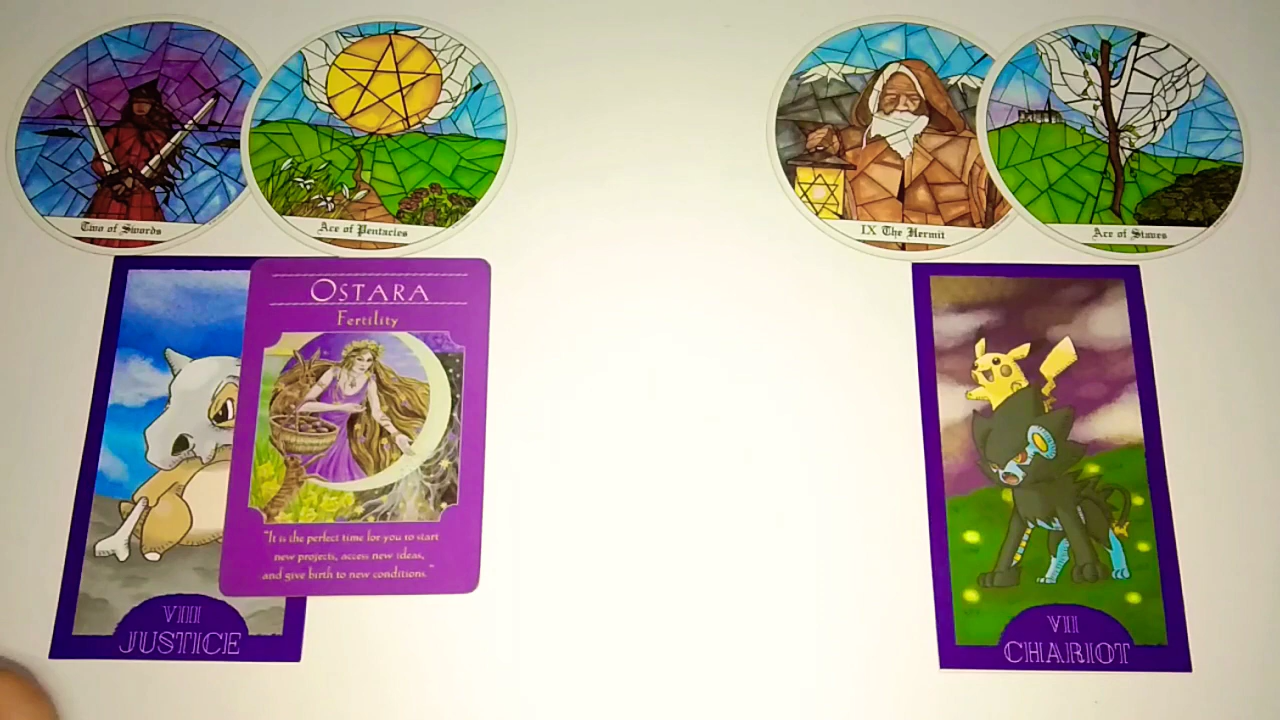 Two of Swords
Ace of Pentacles
IX The Hermit
Ace of Staves
OSTARA
Fertility
"It is the perfect time for you to start
new projects, access new ideas,
and give birth to new conditions."
VIII
JUSTICE
VII
CHARIOT